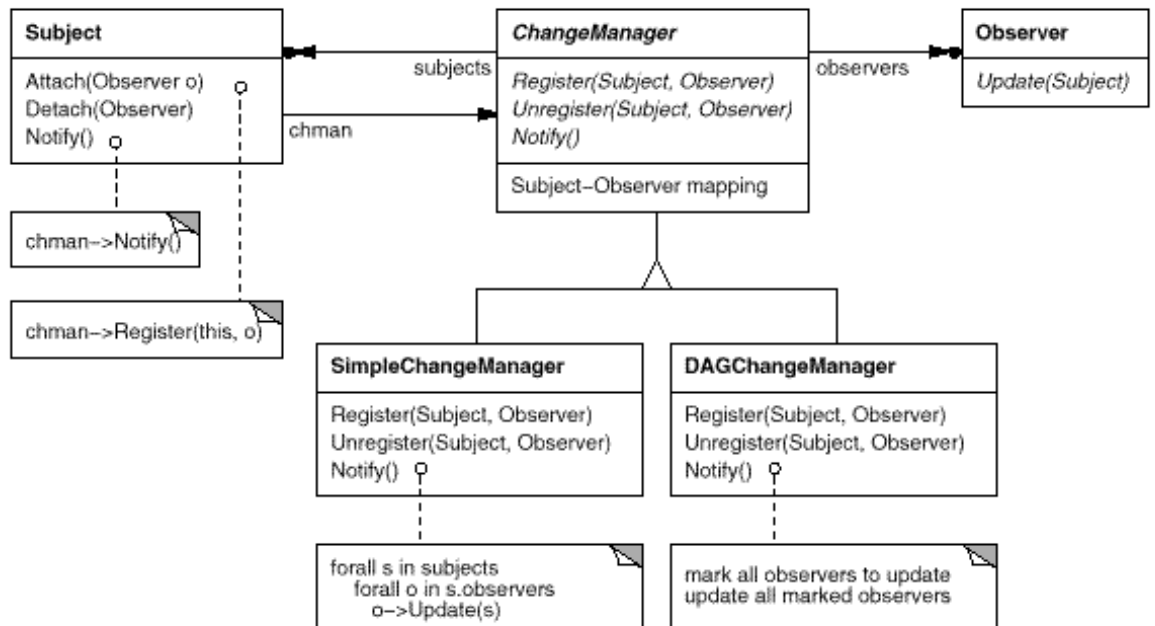 Subject
Attach(Observer o)
Detach(Observer)
Notify()
chman->Notify()
chman->Register(this, o)
subjects
chman
ChangeManager
Register(Subject, Observer)
Unregister(Subject, Observer)
Notify()
Subject-Observer mapping
observers
Observer
Update(Subject)
SimpleChangeManager
Register(Subject, Observer)
Unregister(Subject, Observer)
Notify()
forall s in subjects
forall o in s.observers
o->Update(s)
DAGChangeManager
Register(Subject, Observer)
Unregister(Subject, Observer)
Notify()
mark all observers to update
update all marked observers